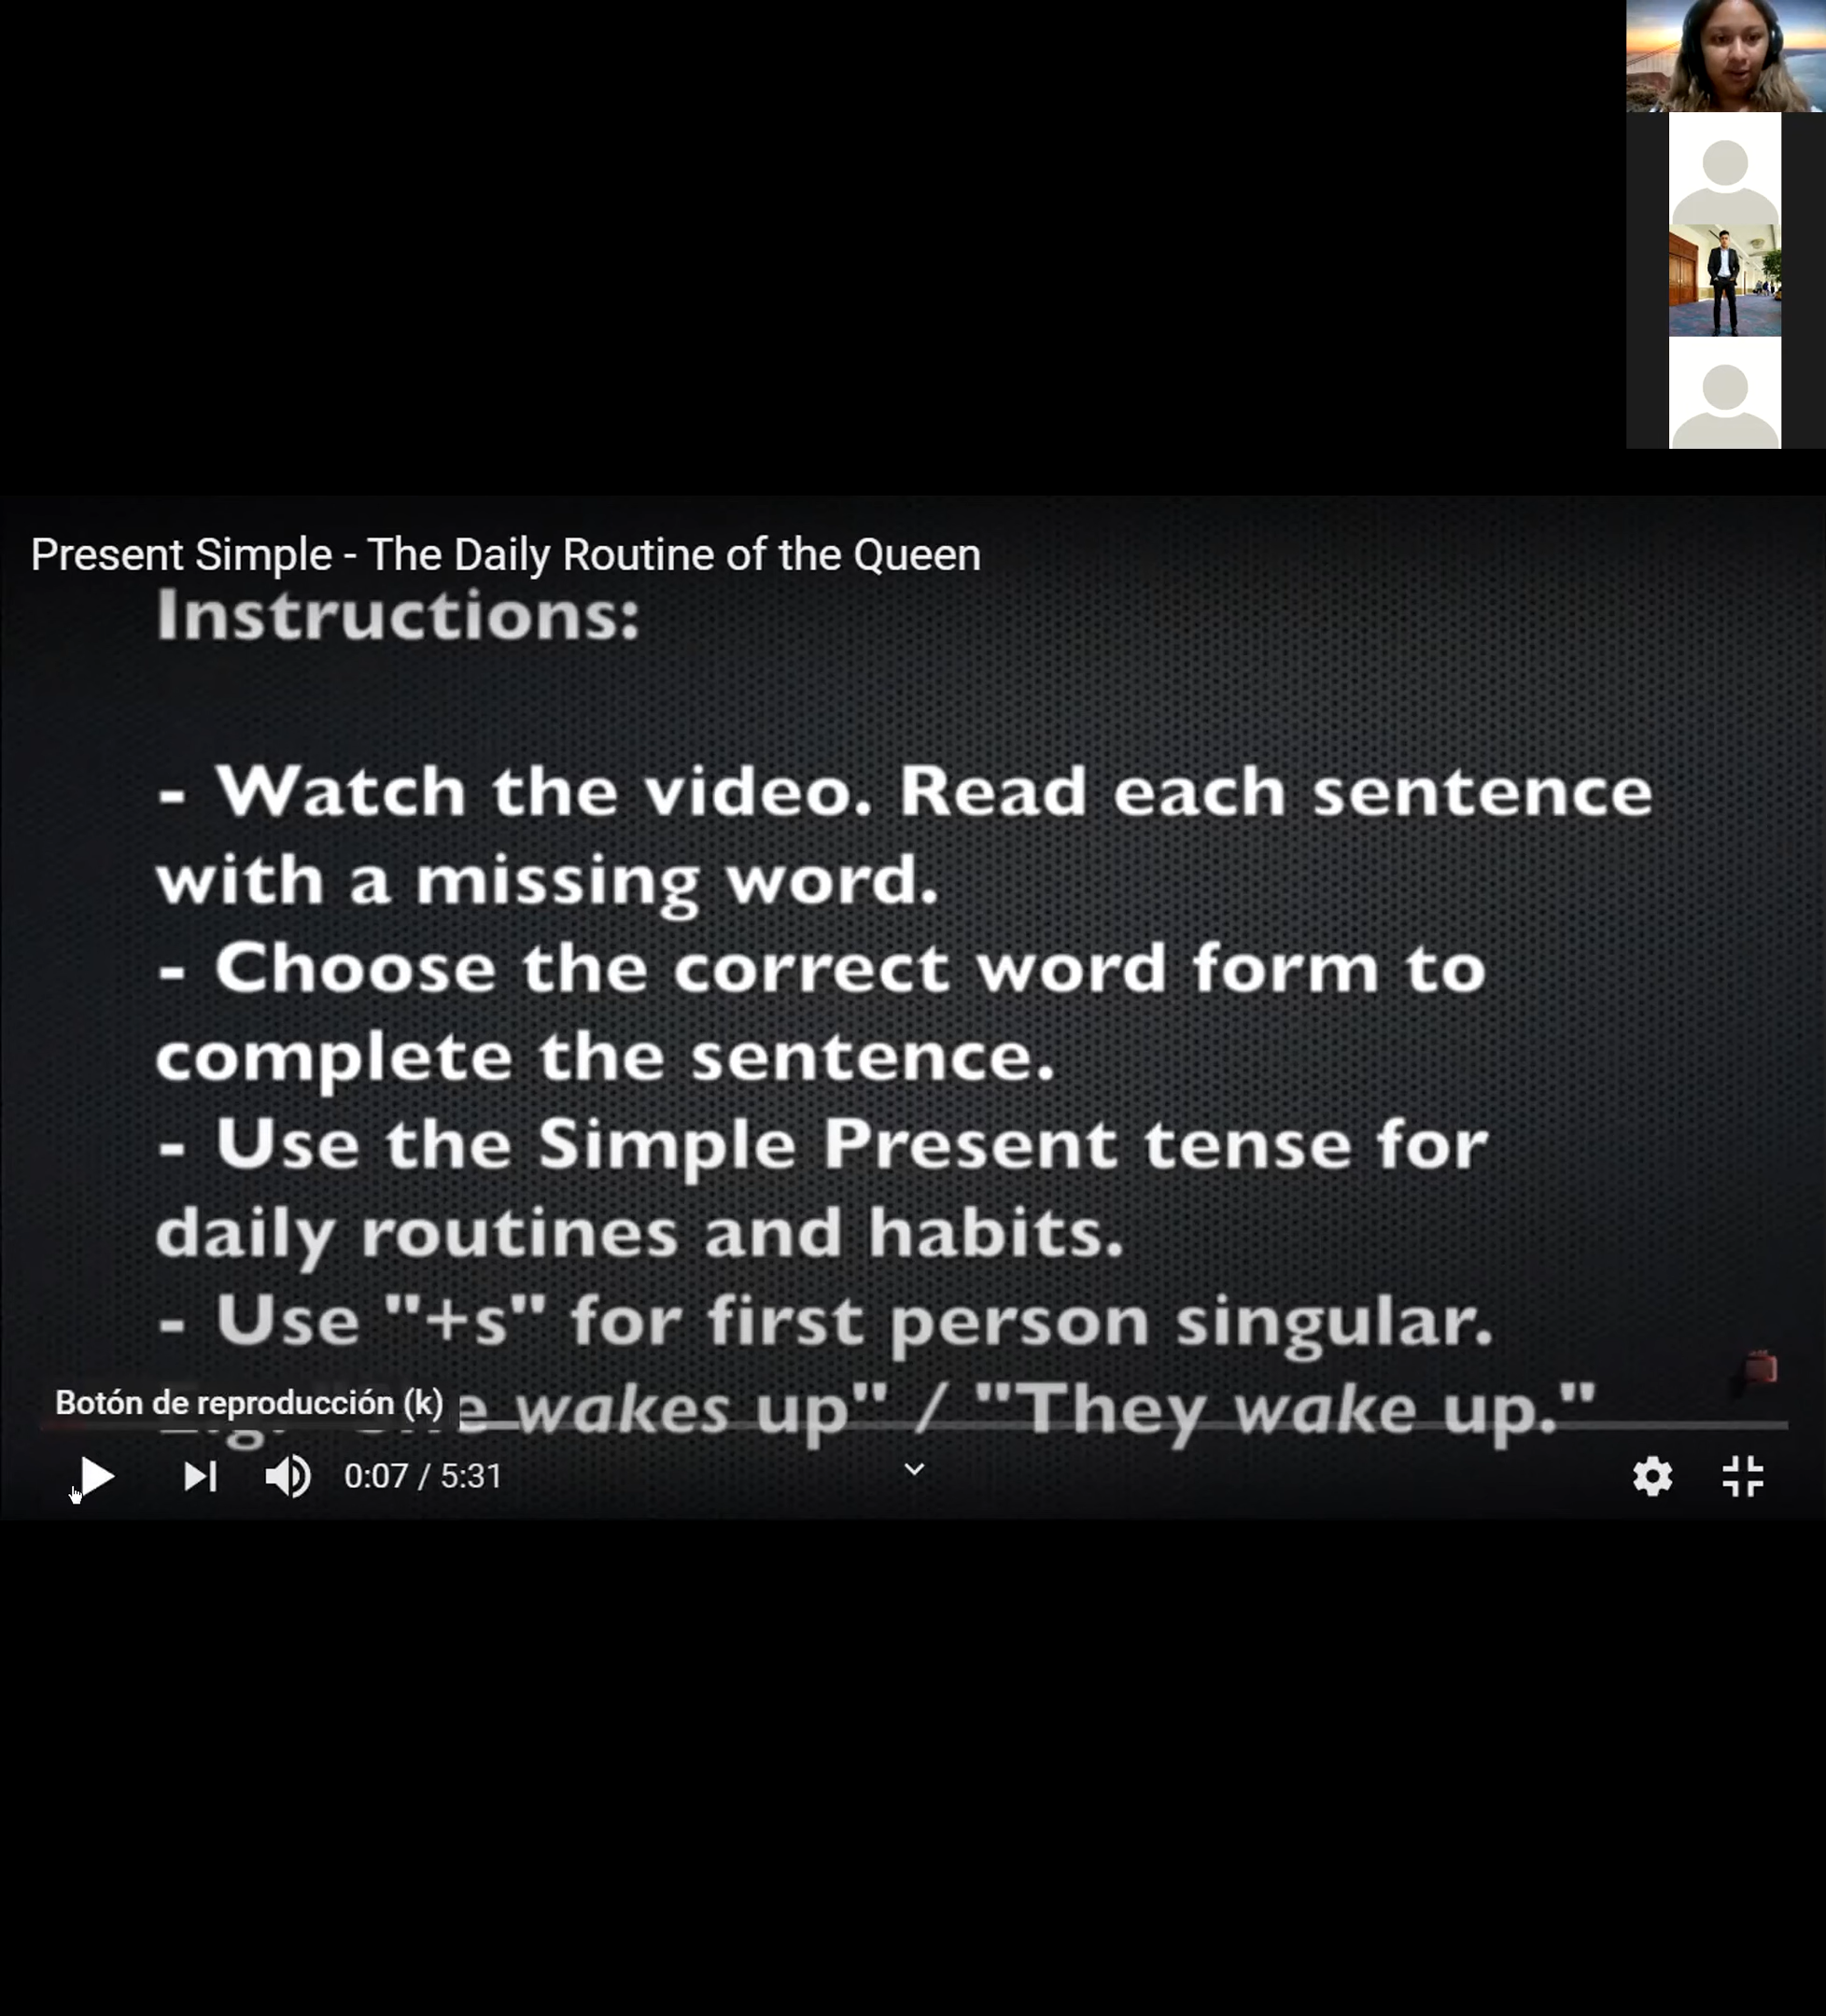 Present Simple - The Daily Routine of the Queen
Instructions:
- Watch the video. Read each sentence
with a missing word.
- Choose the correct word form to
complete the sentence.
- Use the Simple Present tense for
daily routines and habits.
- Use "+s" for first person singular.
wakes up" / "They wake up."
Botón de reproducción (k)
0:07 / 5:31